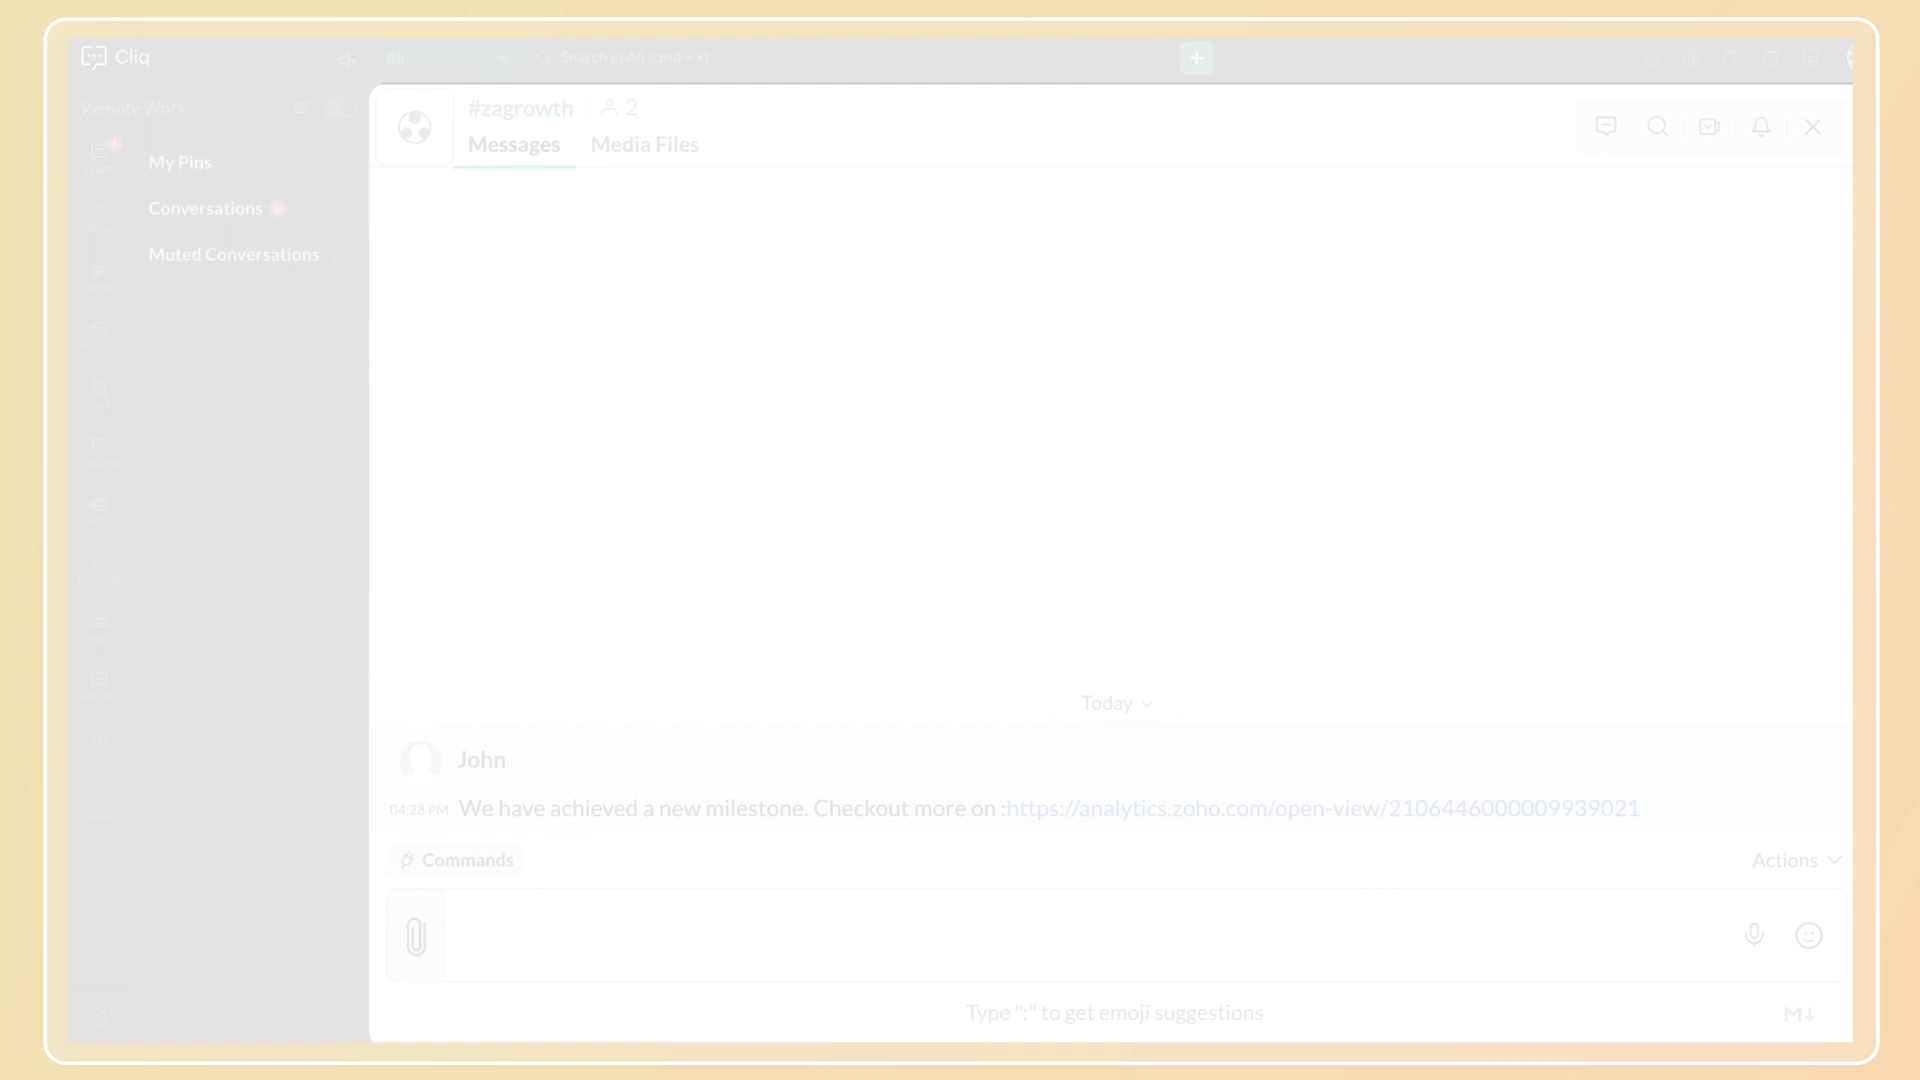 Cliq
All
Search in All (cmd + k)
Remote Work
#zagrowth
2
Messages
Media Files
My Pins
Conversations 6
Muted Conversations
Today
John
04:28 PM We have achieved a new milestone. Checkout more on :https://analytics.zoho.com/open-view/2106446000009939021
Commands
Actions
Type ":" to get emoji suggestions
M